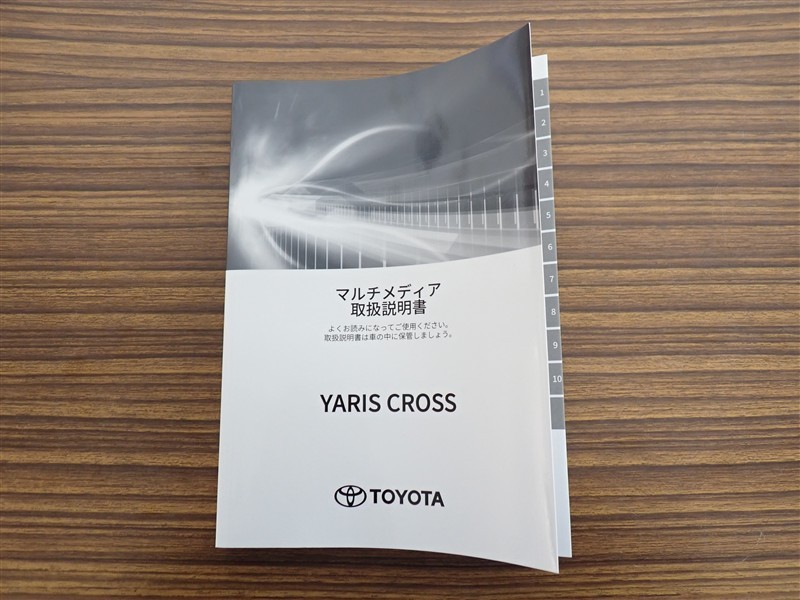 マルチメディア
取扱説明書
よくお読みになってご使用ください。
取扱説明書は車の中に保管しましょう。
YARIS CROSS
TOYOTA
1
2
3
4
5
6
7
8
9
10